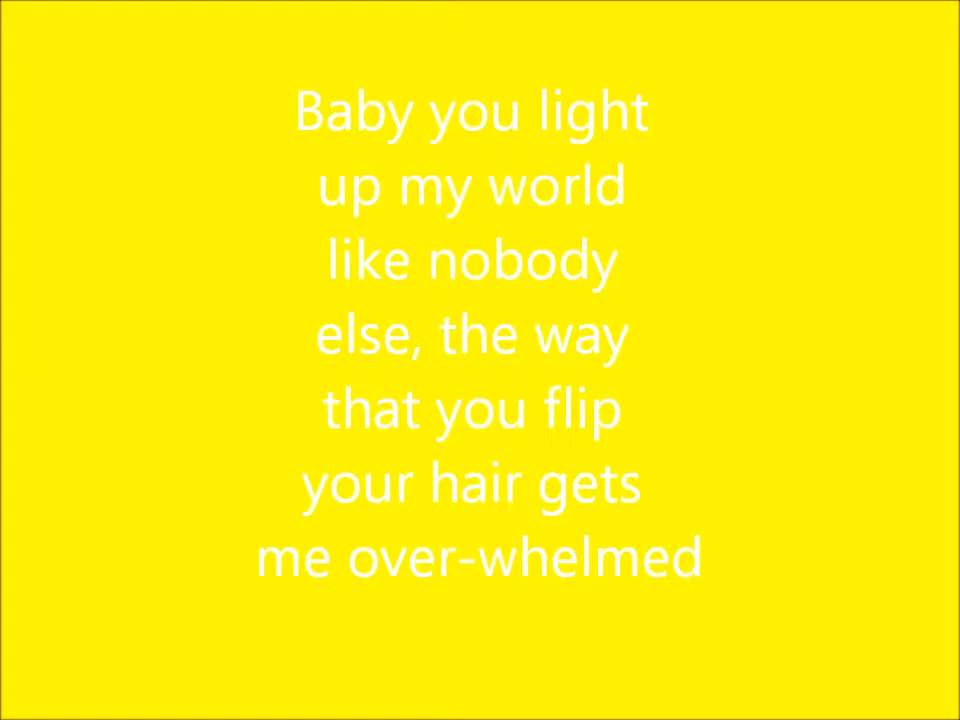 Baby you light
up my world
like nobody
else, the way
that you flip
your hair gets
me over-whelmed